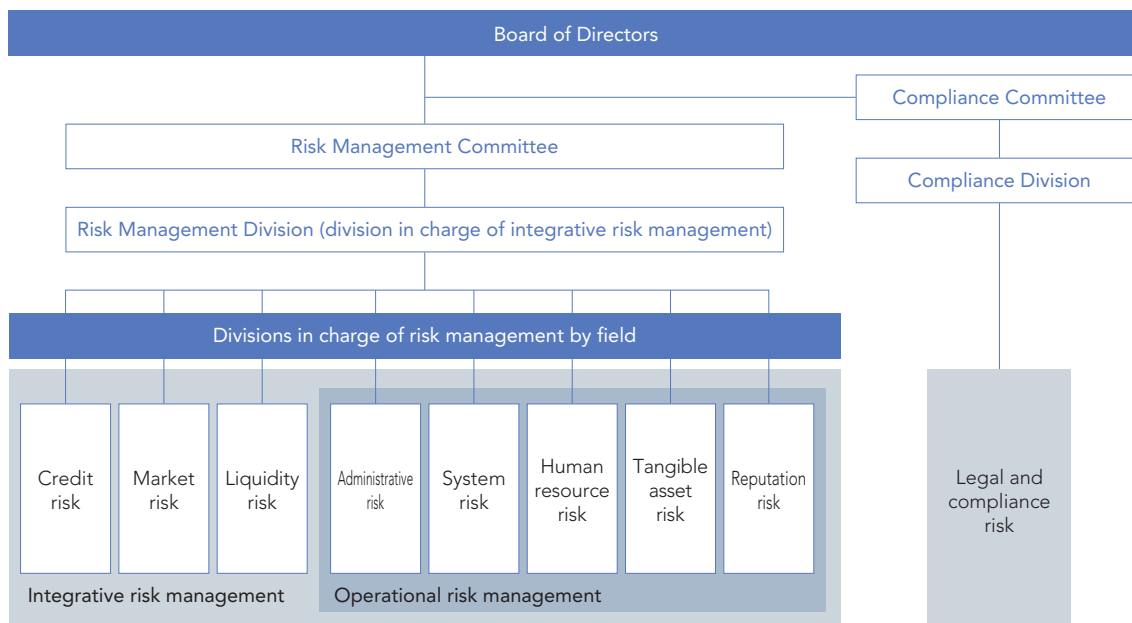 Board of Directors
Compliance Committee
Risk Management Committee
Compliance Division
Risk Management Division (division in charge of integrative risk management)
Divisions in charge of risk management by field
Credit
risk
Market
risk
Liquidity
risk
Administrative
risk
System
risk
Human
resource
risk
Tangible
asset
risk
Reputation
risk
Legal and
compliance
risk
Integrative risk management
Operational risk management